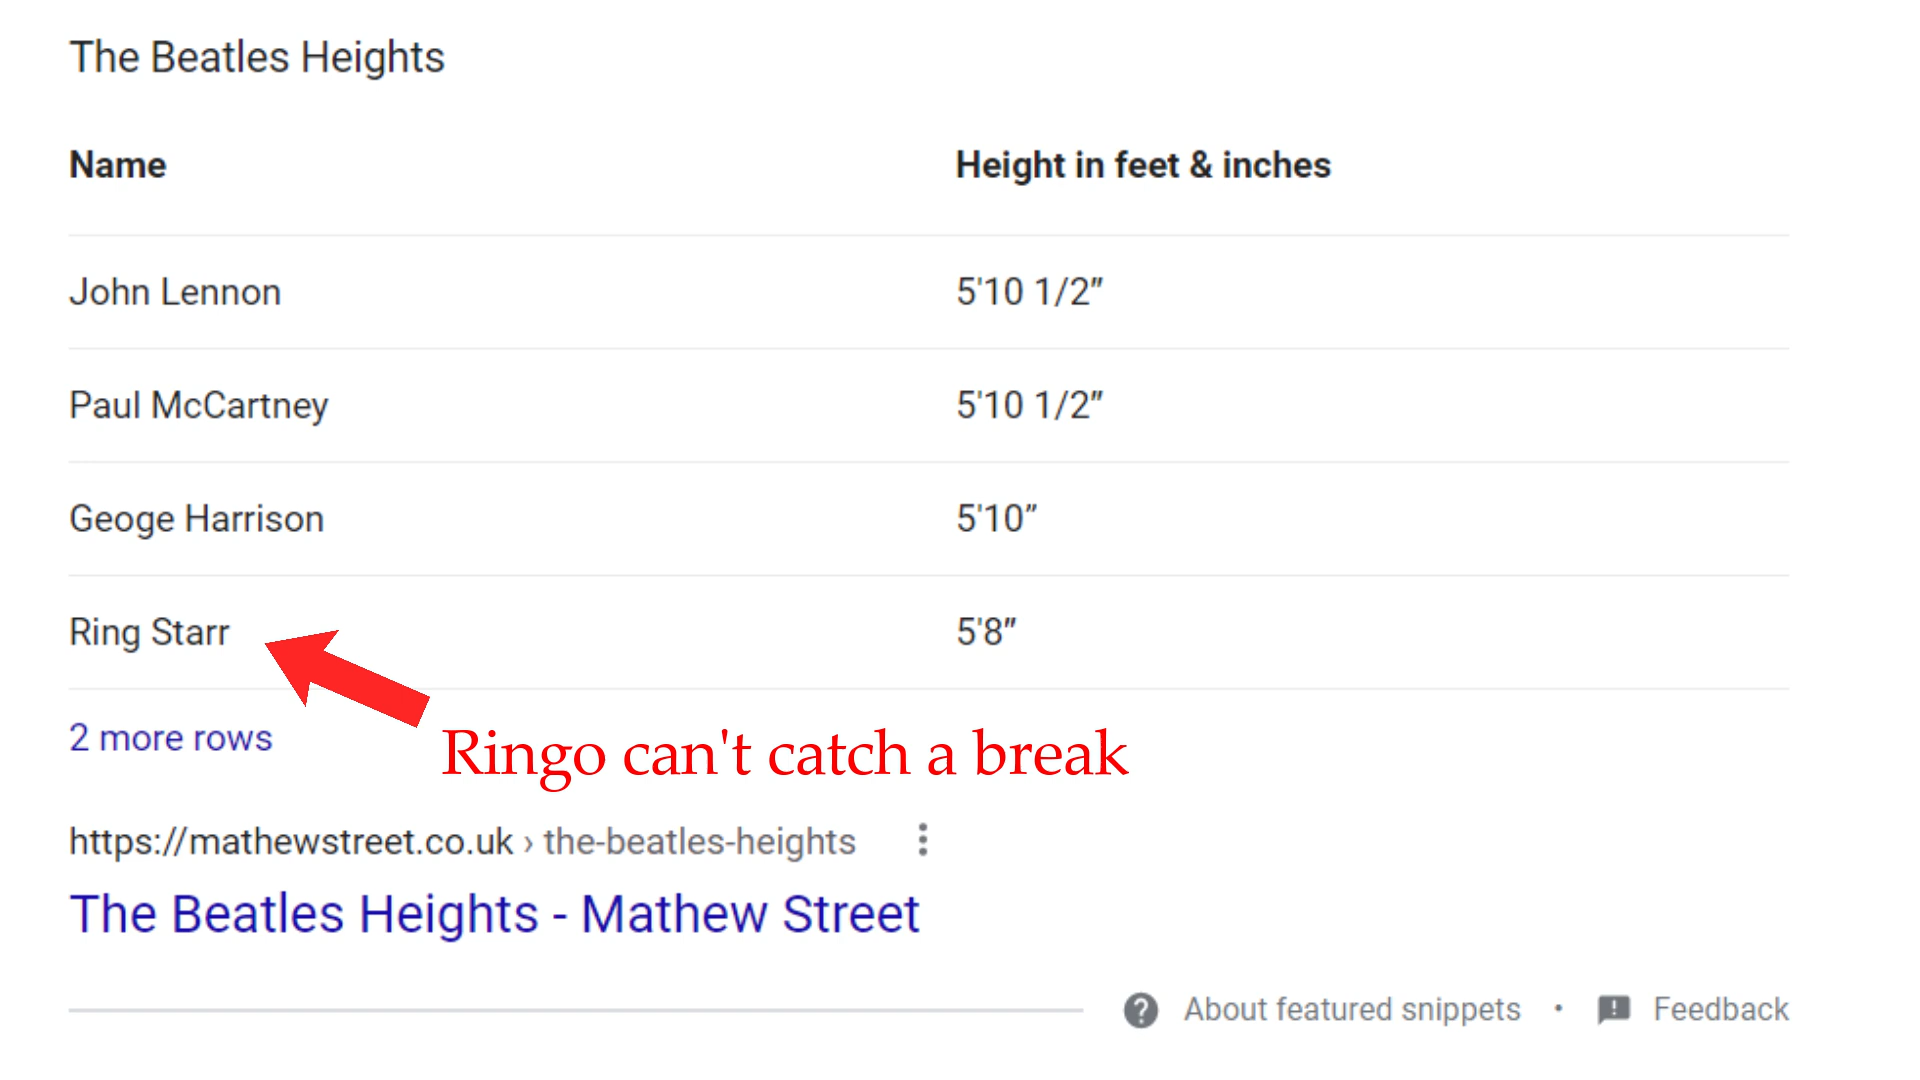 The Beatles Heights
Name Height in feet & inches
John Lennon 5'10 1/2”
Paul McCartney 5'10 1/2”
Geoge Harrison 5'10”
Ring Starr 5'8”
2 more rows
Ringo can't catch a break
https://mathewstreet.co.uk › the-beatles-heights
The Beatles Heights - Mathew Street
About featured snippets • Feedback